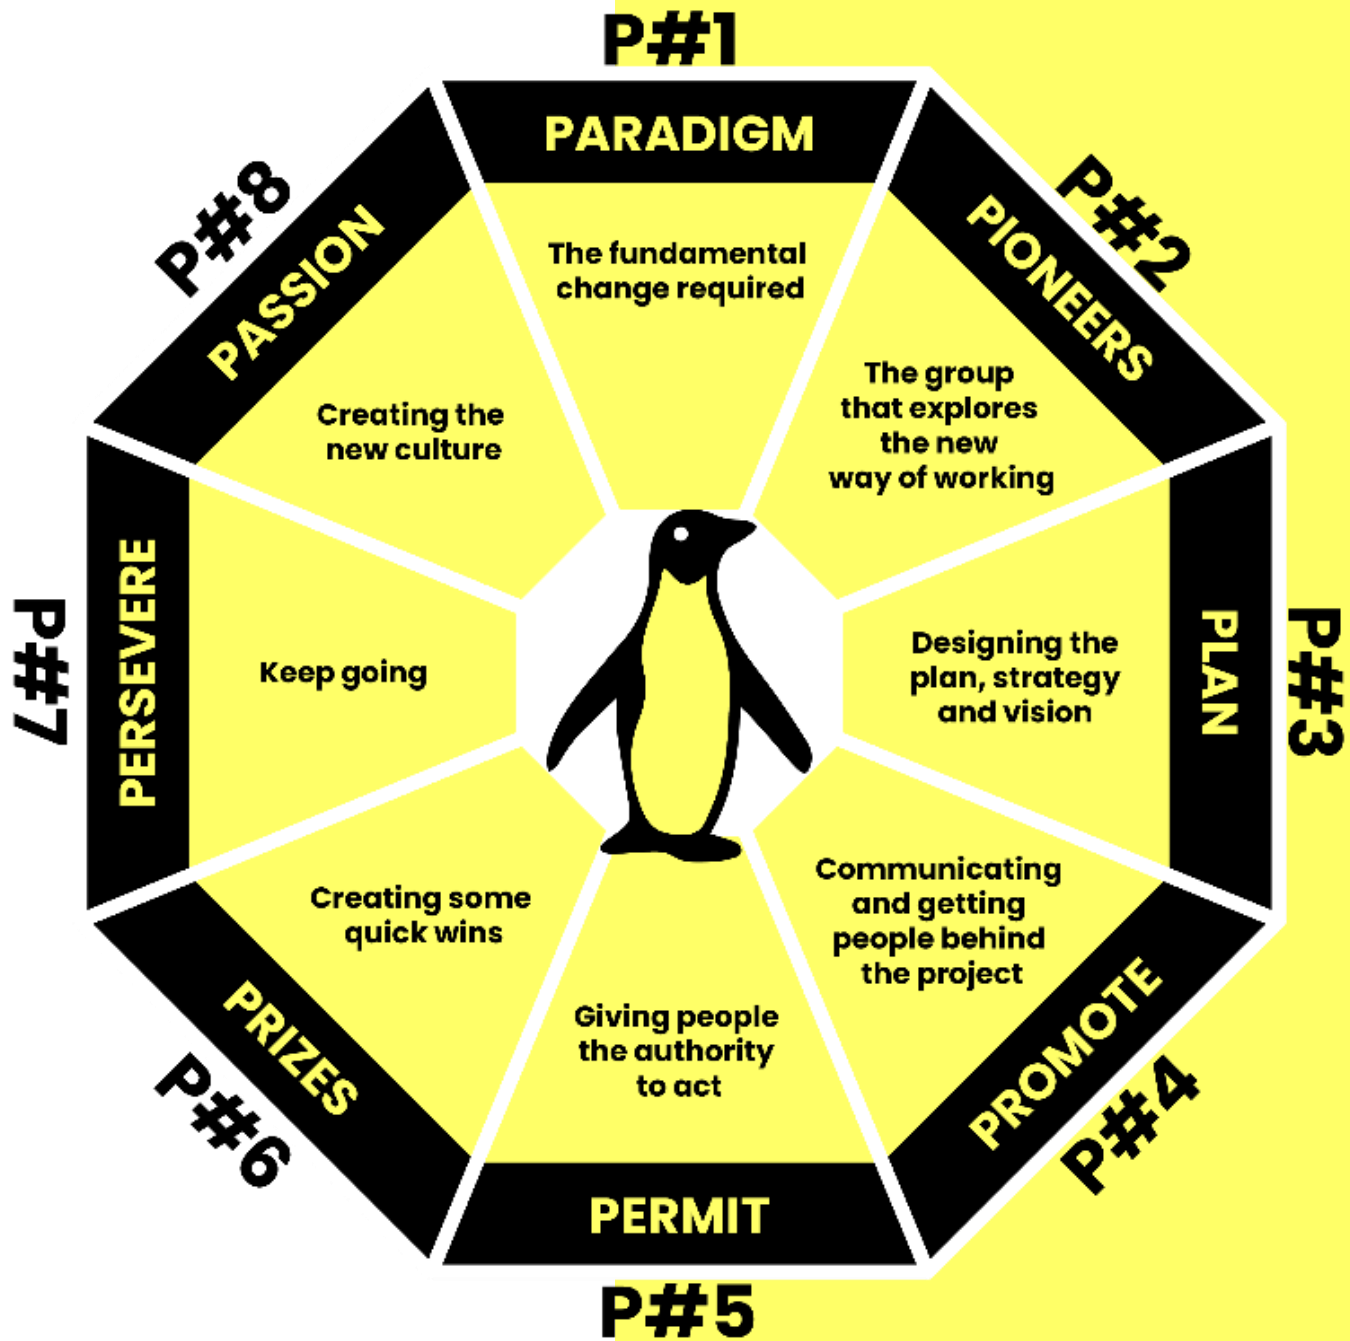 P#1
PARADIGM
The fundamental
change required
P#2
PIONEERS
The group
that explores
the new
way of working
P#3
PLAN
Designing the
plan, strategy
and vision
P#4
PROMOTE
Communicating
and getting
people behind
the project
P#5
PERMIT
Giving people
the authority
to act
P#6
PRIZES
Creating some
quick wins
P#7
PERSEVERE
Keep going
P#8
PASSION
Creating the
new culture